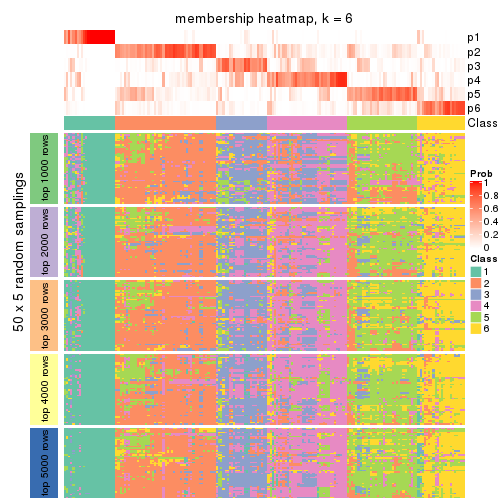 membership heatmap, k = 6
p1
p2
p3
p4
p5
p6
Class
50 x 5 random samplings
top 1000 rows
top 2000 rows
top 3000 rows
top 4000 rows
top 5000 rows
Prob
1
0.8
0.6
0.4
0.2
0
Class
1
2
3
4
5
6